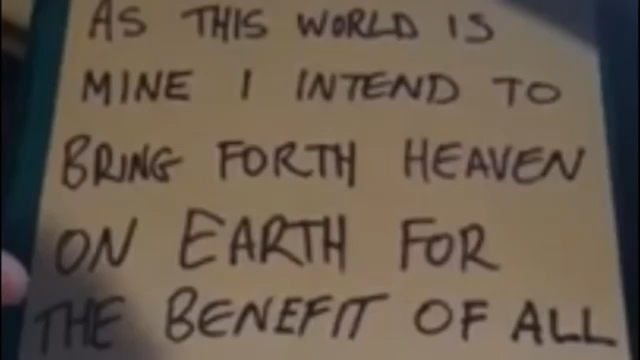 AS THIS WORLD IS
MINE I INTEND TO
BRING FORTH HEAVEN
ON EARTH FOR
THE BENEFIT OF ALL